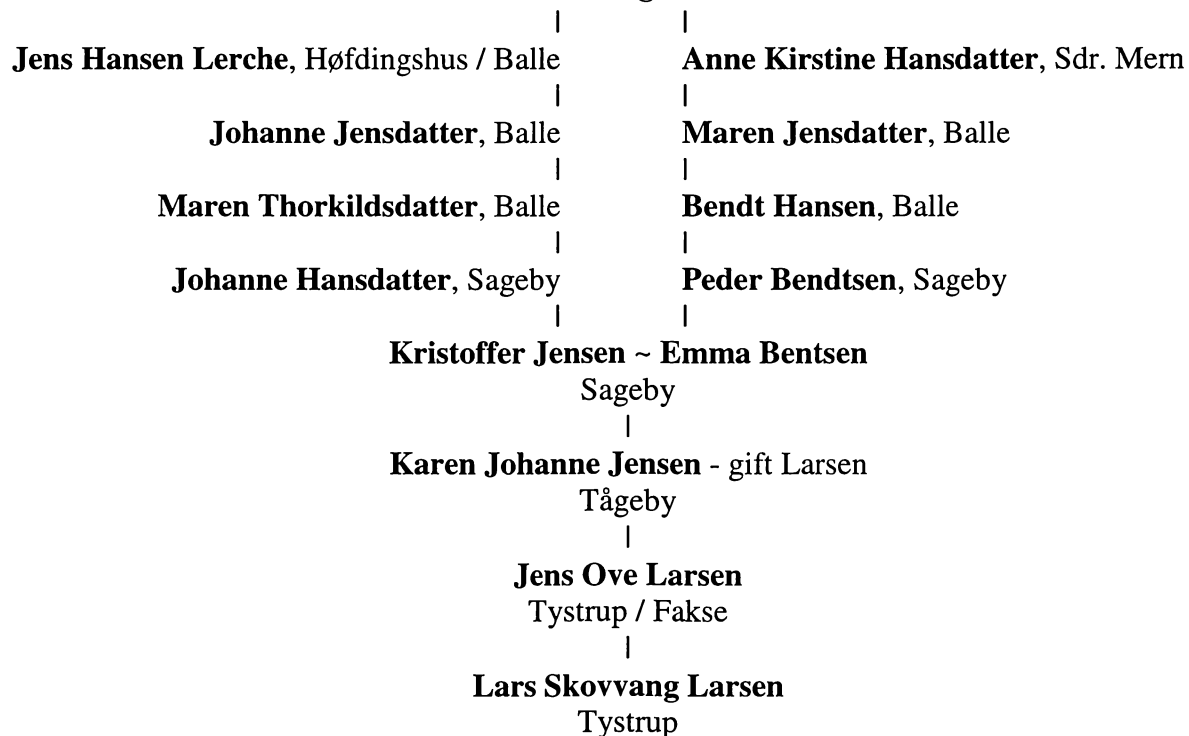 Jens Hansen Lerche, Høfdingshus / Balle Anne Kirstine Hansdatter, Sdr. Mern
Johanne Jensdatter, Balle Maren Jensdatter, Balle
Maren Thorkildsdatter, Balle Bendt Hansen, Balle
Johanne Hansdatter, Sageby Peder Bendtsen, Sageby
Kristoffer Jensen ~ Emma Bentsen
Sageby
Karen Johanne Jensen - gift Larsen
Tågeby
Jens Ove Larsen
Tystrup / Fakse
Lars Skovvang Larsen
Tystrup